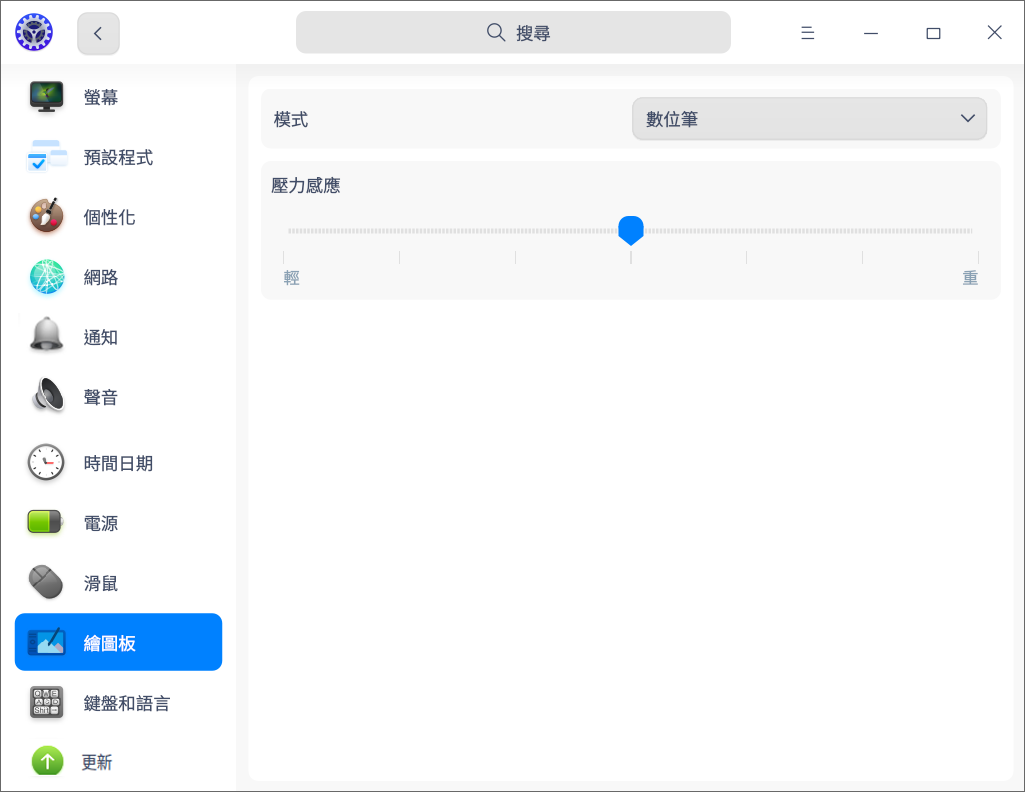 搜尋
螢幕
預設程式
個性化
網路
通知
聲音
時間日期
電源
滑鼠
繪圖板
鍵盤和語言
更新
模式
數位筆
壓力感應
輕
重